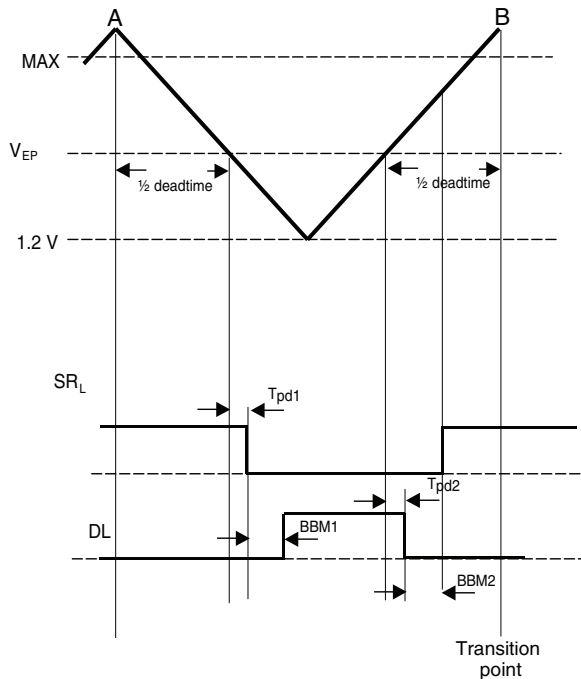 A
B
MAX
VEP
½ deadtime
½ deadtime
1.2 V
SRL
Tpd1
Tpd2
DL
BBM1
BBM2
Transition
point